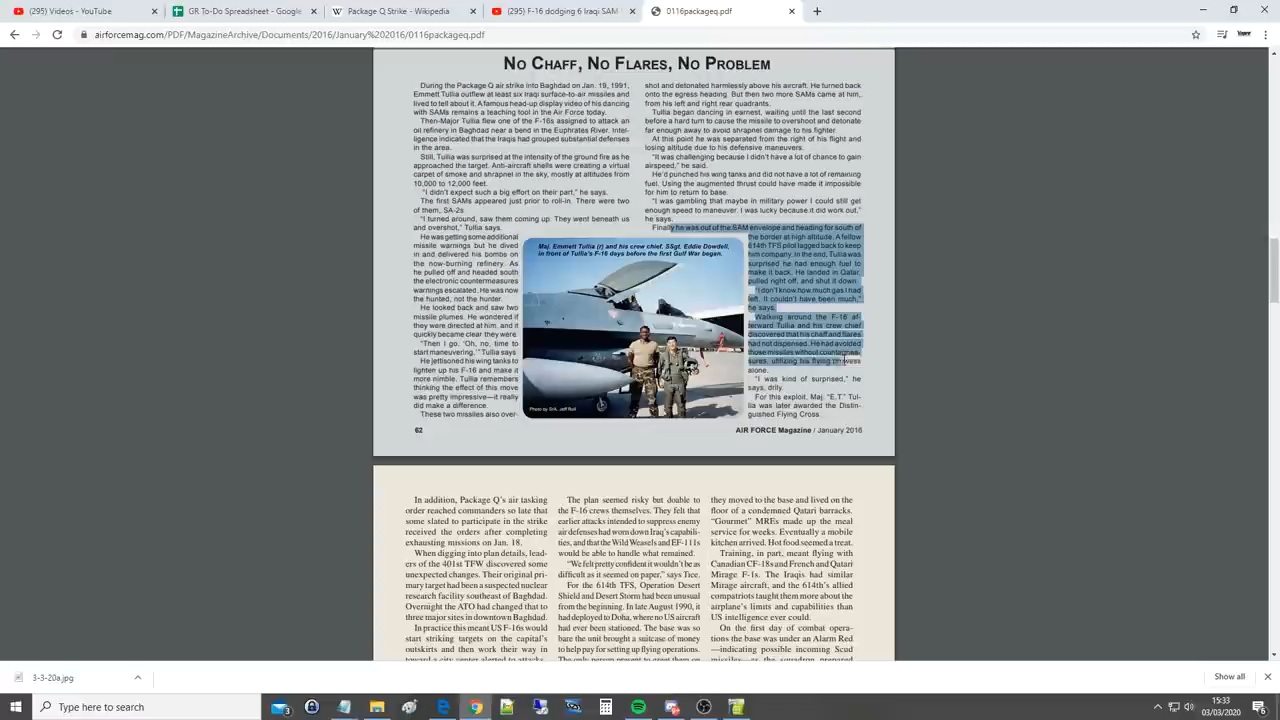 (295) YouTube
GR To-Do Spreadsheet - Google S
Package Q Strike - Wikipedia
(295) F-16 dodging 6 Iraqi SAM
0116packageq.pdf
airforcemag.com/PDF/MagazineArchive/Documents/2016/January%202016/0116packageq.pdf
NO CHAFF, NO FLARES, NO PROBLEM
During the Package Q air strike into Baghdad on Jan. 19, 1991,
Emmett Tullia outflew at least six Iraqi surface-to-air missiles and
lived to tell about it. A famous head-up display video of his dancing
with SAMs remains a teaching tool in the Air Force today.
Then-Major Tullia flew one of the F-16s assigned to attack an
oil refinery in Baghdad near a bend in the Euphrates River. Intel-
ligence indicated that the Iraqis had grouped substantial defenses
in the area.
Still, Tullia was surprised at the intensity of the ground fire as he
approached the target. Anti-aircraft shells were creating a virtual
carpet of smoke and shrapnel in the sky, mostly at altitudes from
10,000 to 12,000 feet.
"I didn't expect such a big effort on their part," he says.
The first SAMs appeared just prior to roll-in. There were two
of them, SA-2s
"I turned around, saw them coming up. They went beneath us
and overshot," Tullia says.
He was getting some additional
missile warnings but he dived
in and delivered his bombs on
the now-burning refinery. As
he pulled off and headed south
the electronic countermeasures
warnings escalated. He was now
the hunted, not the hunter.
He looked back and saw two
missile plumes. He wondered if
they were directed at him, and it
quickly became clear they were.
"Then I go, 'Oh, no, time to
start maneuvering,'" Tullia says
He jettisoned his wing tanks to
lighten up his F-16 and make it
more nimble. Tullia remembers
thinking the effect of this move
was pretty impressive—it really
did make a difference.
These two missiles also over-
shot and detonated harmlessly above his aircraft. He turned back
onto the egress heading. But then two more SAMs came at him,
from his left and right rear quadrants.
Tullia began dancing in earnest, waiting until the last second
before a hard turn to cause the missile to overshoot and detonate
far enough away to avoid shrapnel damage to his fighter.
At this point he was separated from the right of his flight and
losing altitude due to his defensive maneuvers.
"It was challenging because I didn't have a lot of chance to gain
airspeed," he said.
He'd punched his wing tanks and did not have a lot of remaining
fuel. Using the augmented thrust could have made it impossible
for him to return to base.
"I was gambling that maybe in military power I could still get
enough speed to maneuver. I was lucky because it did work out,"
he says.
Finally he was out of the SAM envelope and heading for south of
the border at high altitude. A fellow
614th TFS pilot lagged back to keep
him company. In the end, Tullia was
surprised he had enough fuel to
make it back. He landed in Qatar,
pulled right off, and shut it down.
"I don't know how much gas I had
left. It couldn't have been much,"
he says.
Walking around the F-16 af-
terward Tullia and his crew chief
discovered that his chaff and flares
had not dispensed. He had avoided
those missiles without countermea-
sures, utilizing his flying prowess
alone.
"I was kind of surprised," he
says, drily.
For this exploit, Maj. "E.T." Tul-
lia was later awarded the Distin-
guished Flying Cross.
Maj. Emmett Tullia (r) and his crew chief, SSgt. Eddie Dowdell,
in front of Tullia's F-16 days before the first Gulf War began.
Photo by SrA. Jeff Rell
62
AIR FORCE Magazine / January 2016
In addition, Package Q's air tasking
order reached commanders so late that
some slated to participate in the strike
received the orders after completing
exhausting missions on Jan. 18.
When digging into plan details, lead-
ers of the 401st TFW discovered some
unexpected changes. Their original pri-
mary target had been a suspected nuclear
research facility southeast of Baghdad.
Overnight the ATO had changed that to
three major sites in downtown Baghdad.
In practice this meant US F-16s would
start striking targets on the capital's
outskirts and then work their way in
toward a city center alerted to attacks.
The plan seemed risky but doable to
the F-16 crews themselves. They felt that
earlier attacks intended to suppress enemy
air defenses had worn down Iraq's capabili-
ties, and that the Wild Weasels and EF-111s
would be able to handle what remained.
"We felt pretty confident it wouldn't be as
difficult as it seemed on paper," says Tice.
For the 614th TFS, Operation Desert
Shield and Desert Storm had been unusual
from the beginning. In late August 1990, it
had deployed to Doha, where no US aircraft
had ever been stationed. The base was so
bare the unit brought a suitcase of money
to help pay for setting up flying operations.
The only person present to greet them on
they moved to the base and lived on the
floor of a condemned Qatari barracks.
"Gourmet" MREs made up the meal
service for weeks. Eventually a mobile
kitchen arrived. Hot food seemed a treat.
Training, in part, meant flying with
Canadian CF-18s and French and Qatari
Mirage F-1s. The Iraqis had similar
Mirage aircraft, and the 614th's allied
compatriots taught them more about the
airplane's limits and capabilities than
US intelligence ever could.
On the first day of combat opera-
tions the base was under an Alarm Red
—indicating possible incoming Scud
missiles—as the squadron prepared
3-3-20a.jpg
Show all
Type here to search
15:33
03/03/2020